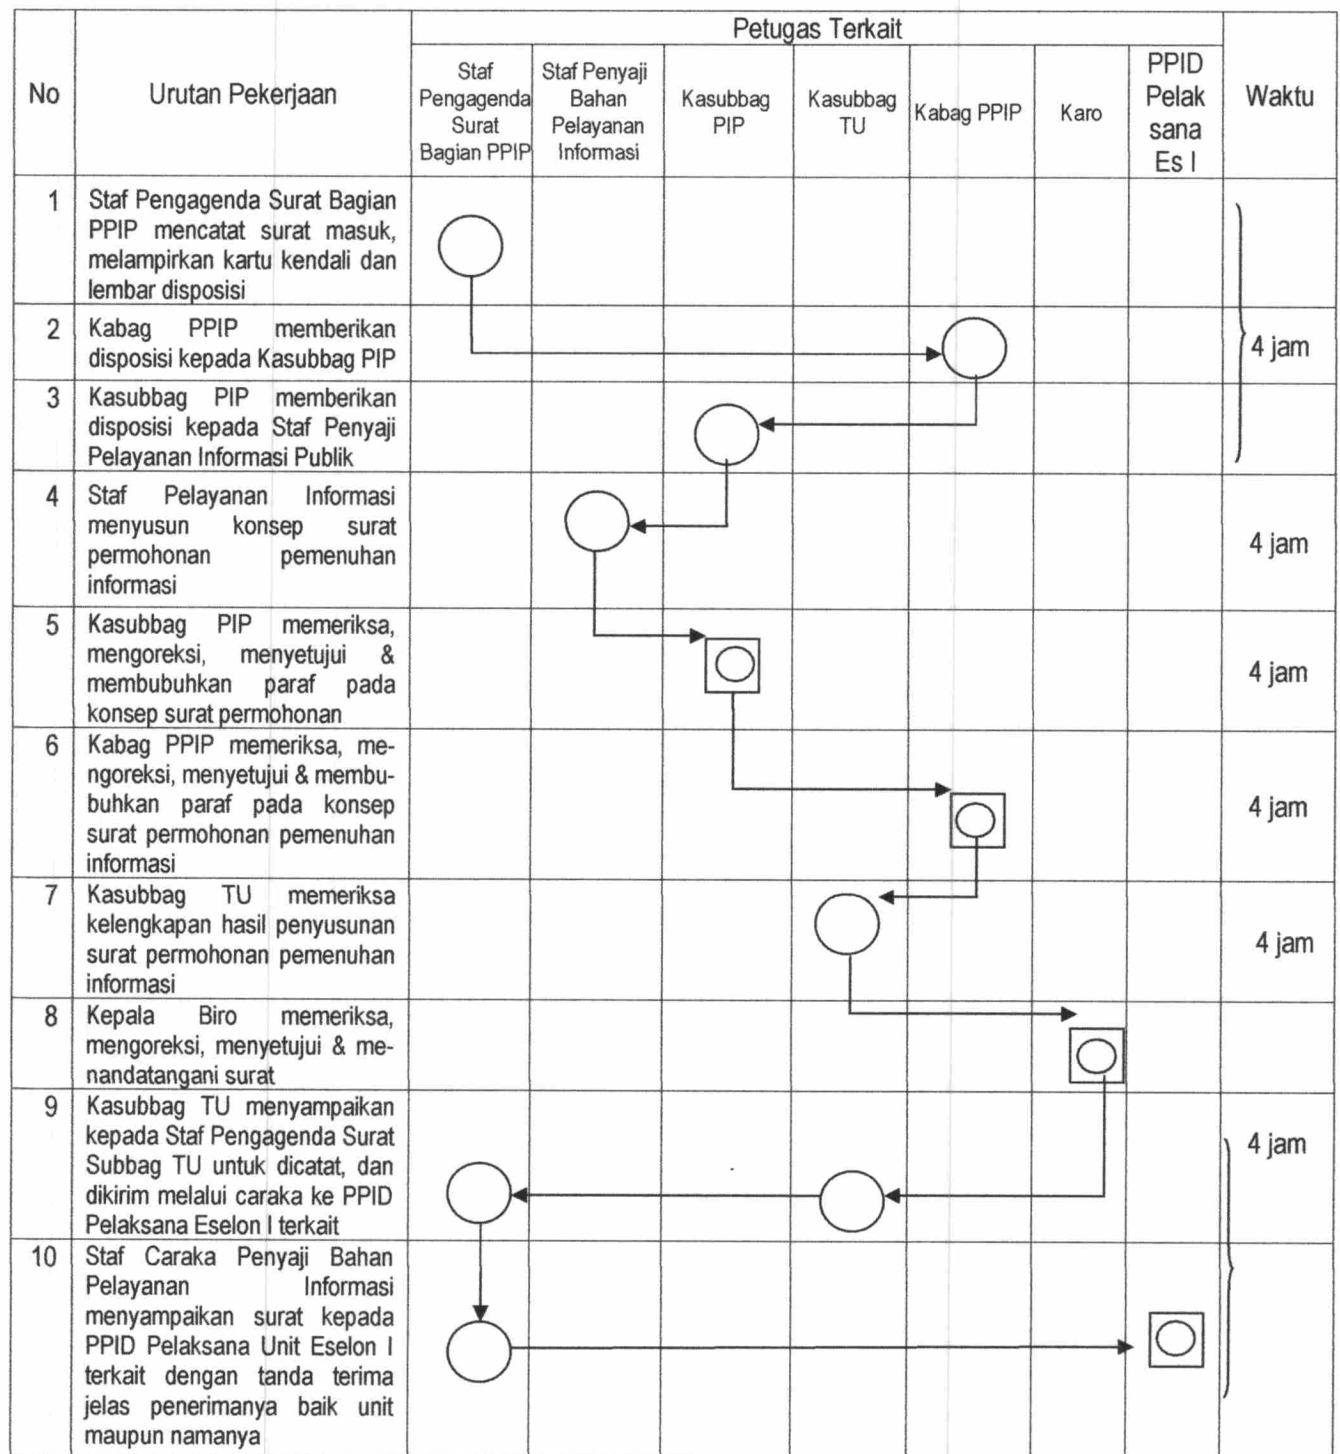 Petugas Terkait
No
Urutan Pekerjaan
Staf
Pengagenda
Surat
Bagian PPIP
Staf Penyaji
Bahan
Pelayanan
Informasi
Kasubbag
PIP
Kasubbag
TU
Kabag PPIP
Karo
PPID
Pelak
sana
Es I
Waktu
1
Staf Pengagenda Surat Bagian
PPIP mencatat surat masuk,
melampirkan kartu kendali dan
lembar disposisi
2
Kabag PPIP memberikan
disposisi kepada Kasubbag PIP
4 jam
3
Kasubbag PIP memberikan
disposisi kepada Staf Penyaji
Pelayanan Informasi Publik
4
Staf Pelayanan Informasi
menyusun konsep surat
permohonan pemenuhan
informasi
4 jam
5
Kasubbag PIP memeriksa,
mengoreksi, menyetujui &
membubuhkan paraf pada
konsep surat permohonan
4 jam
6
Kabag PPIP memeriksa, me-
ngoreksi, menyetujui & membu-
buhkan paraf pada konsep
surat permohonan pemenuhan
informasi
4 jam
7
Kasubbag TU memeriksa
kelengkapan hasil penyusunan
surat permohonan pemenuhan
informasi
4 jam
8
Kepala Biro memeriksa,
mengoreksi, menyetujui & me-
nandatangani surat
9
Kasubbag TU menyampaikan
kepada Staf Pengagenda Surat
Subbag TU untuk dicatat, dan
dikirim melalui caraka ke PPID
Pelaksana Eselon I terkait
4 jam
10
Staf Caraka Penyaji Bahan
Pelayanan Informasi
menyampaikan surat kepada
PPID Pelaksana Unit Eselon I
terkait dengan tanda terima
jelas penerimanya baik unit
maupun namanya